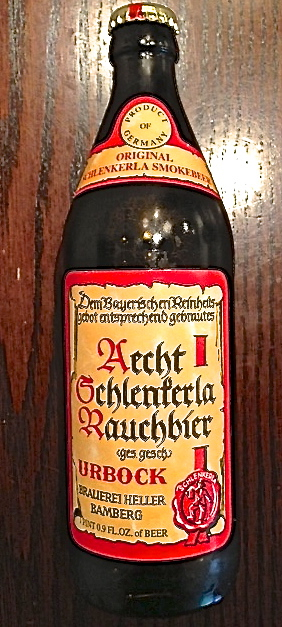 PRODUCT
OF
GERMANY
ORIGINAL
SCHLENKERLA SMOKEBEER
Dem Bayerischen Reinheits-
gebot entsprechend gebrautes
Aecht
Schlenkerla
Rauchbier
‹ges. gesch›
URBOCK
BRAUEREI HELLER
BAMBERG
1 PINT 0.9 FL.OZ. of BEER
SCHLENKERLA